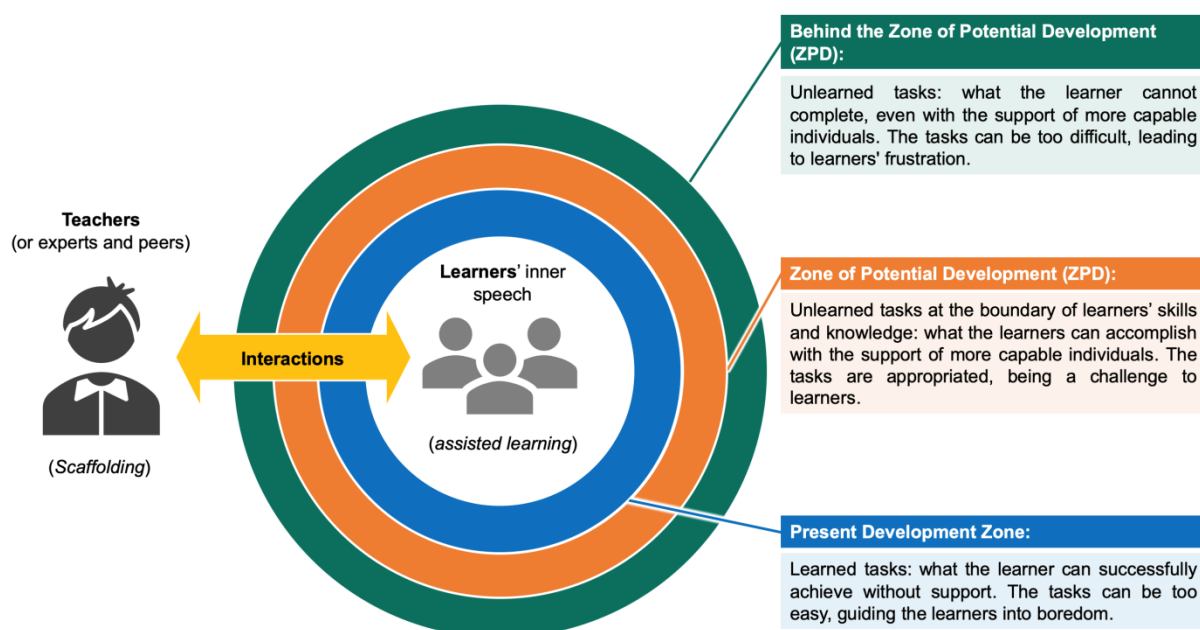 Teachers
(or experts and peers)
(Scaffolding)
Interactions
Learners' inner
speech
(assisted learning)
Behind the Zone of Potential Development
(ZPD):
Unlearned tasks: what the learner cannot
complete, even with the support of more capable
individuals. The tasks can be too difficult, leading
to learners' frustration.
Zone of Potential Development (ZPD):
Unlearned tasks at the boundary of learners' skills
and knowledge: what the learners can accomplish
with the support of more capable individuals. The
tasks are appropriated, being a challenge to
learners.
Present Development Zone:
Learned tasks: what the learner can successfully
achieve without support. The tasks can be too
easy, guiding the learners into boredom.